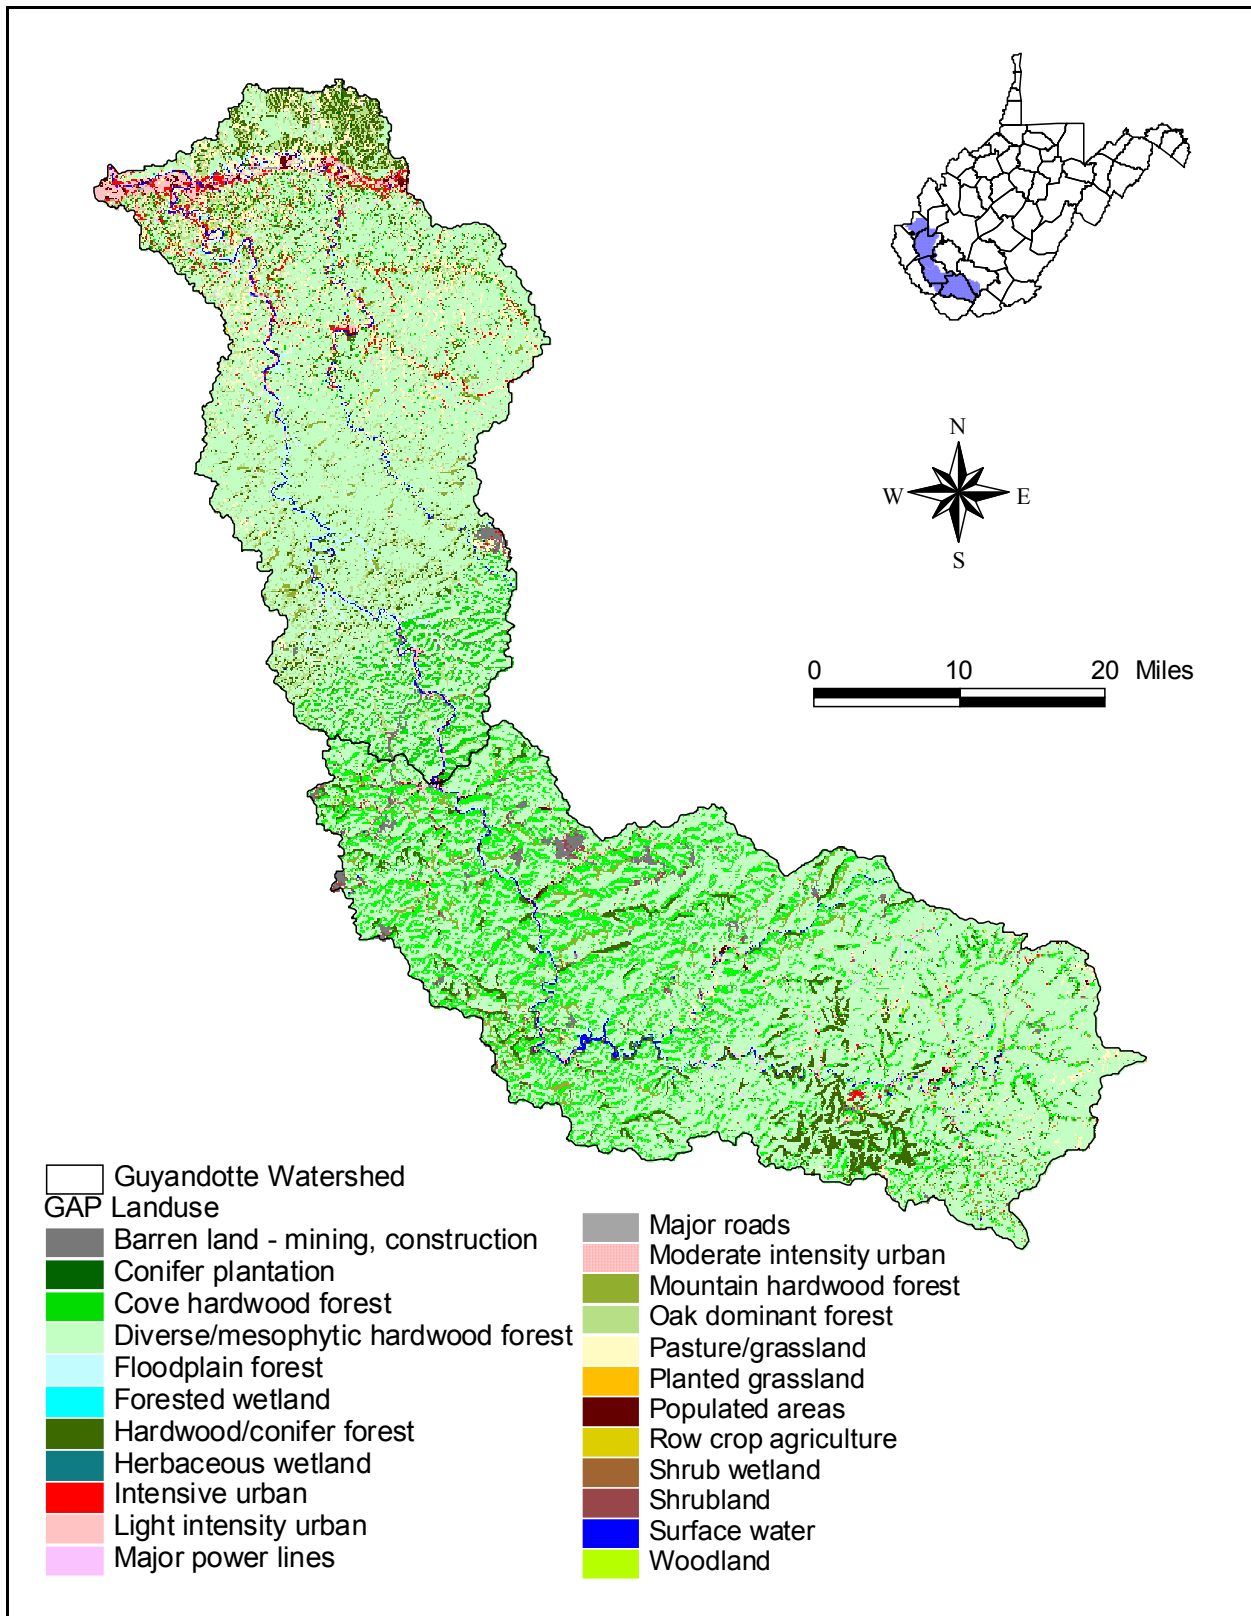 N
W E
S
0 10 20 Miles
Guyandotte Watershed
GAP Landuse
Barren land - mining, construction
Conifer plantation
Cove hardwood forest
Diverse/mesophytic hardwood forest
Floodplain forest
Forested wetland
Hardwood/conifer forest
Herbaceous wetland
Intensive urban
Light intensity urban
Major power lines
Major roads
Moderate intensity urban
Mountain hardwood forest
Oak dominant forest
Pasture/grassland
Planted grassland
Populated areas
Row crop agriculture
Shrub wetland
Shrubland
Surface water
Woodland